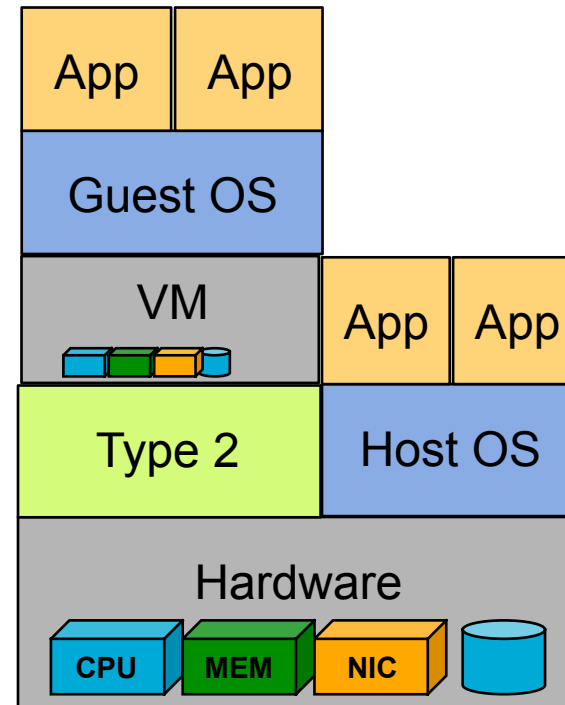 App App
Guest OS
VM
App App
Type 2 Host OS
Hardware
CPU MEM NIC